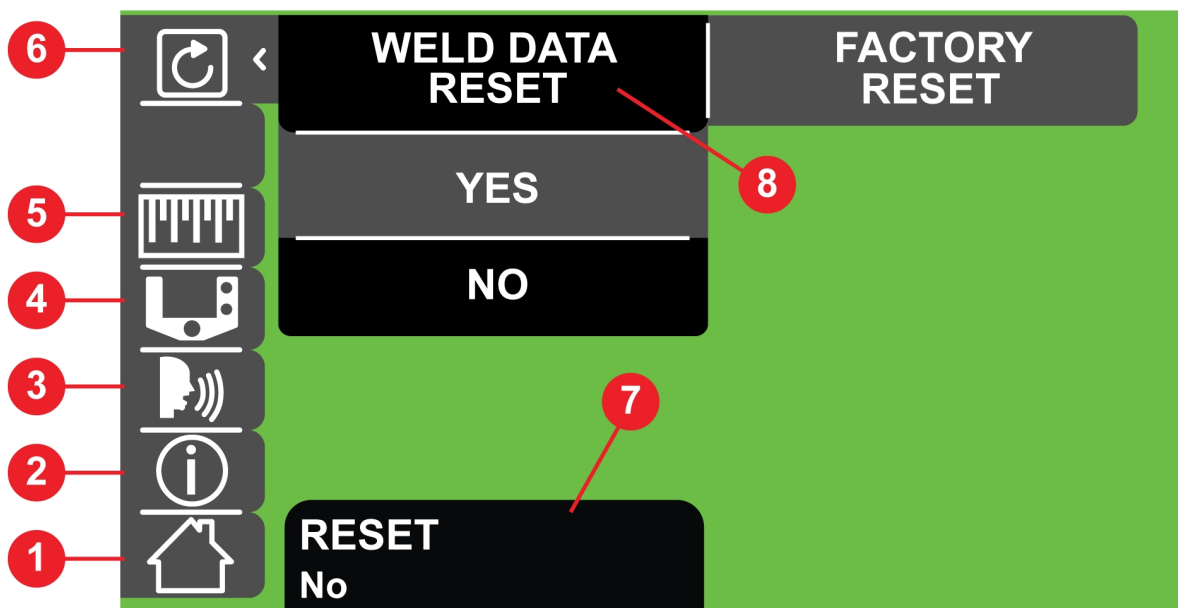 6
WELD DATA
RESET
FACTORY
RESET
YES
8
5
NO
4
3
7
2
RESET
No
1